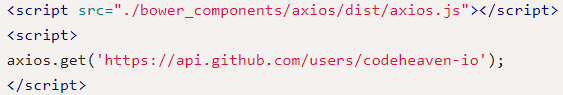 <script src="./bower_components/axios/dist/axios.js"></script>
<script>
axios.get('https://api.github.com/users/codeheaven-io');
</script>